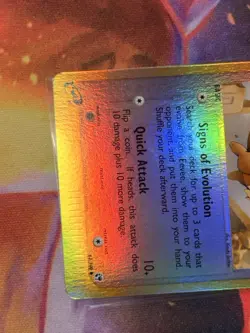 Signs of Evolution
Search your deck for up to 3 cards that
evolve from Eevee, show them to your
opponent, and put them into your hand.
Shuffle your deck afterward.
Quick Attack
10+
Flip a coin. If heads, this attack does
10 damage plus 10 more damage.